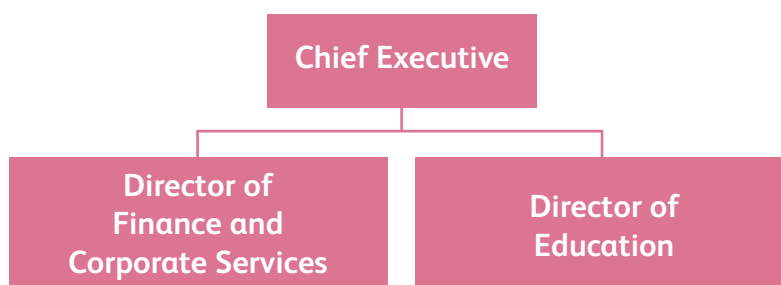 Chief Executive
Director of
Finance and
Corporate Services
Director of
Education